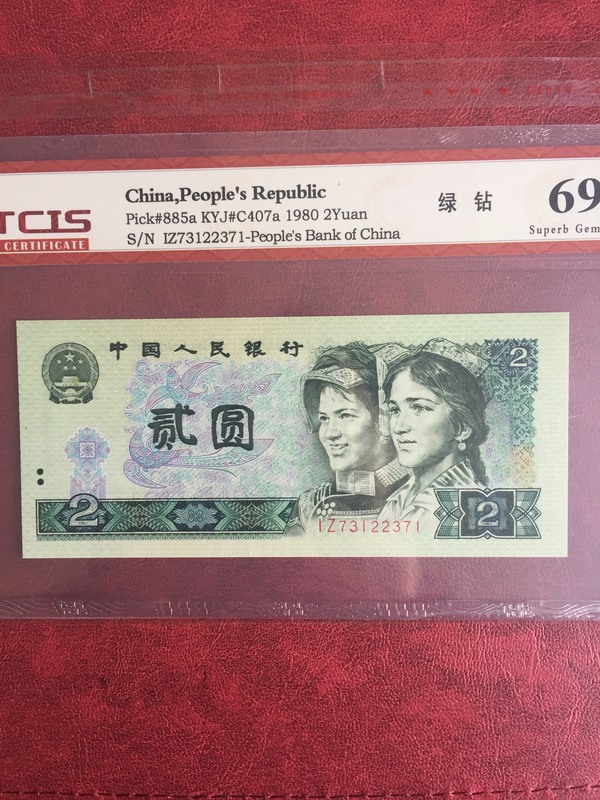 TCIS
CERTIFICATE
China,People's Republic
Pick#885a KYJ#C407a 1980 2Yuan
S/N IZ73122371-People's Bank of China
绿 钻
69
Superb Gem
中国人民银行
2
贰圆
2
IZ73122371
2